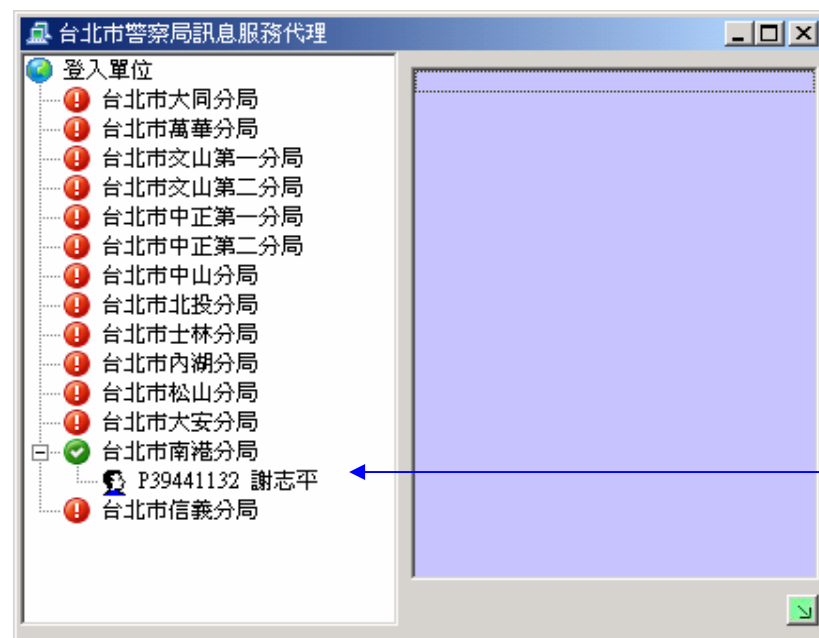 台北市警察局訊息服務代理
登入單位
台北市大同分局
台北市萬華分局
台北市文山第一分局
台北市文山第二分局
台北市中正第一分局
台北市中正第二分局
台北市中山分局
台北市北投分局
台北市士林分局
台北市內湖分局
台北市松山分局
台北市大安分局
台北市南港分局
P39441132 謝志平
台北市信義分局